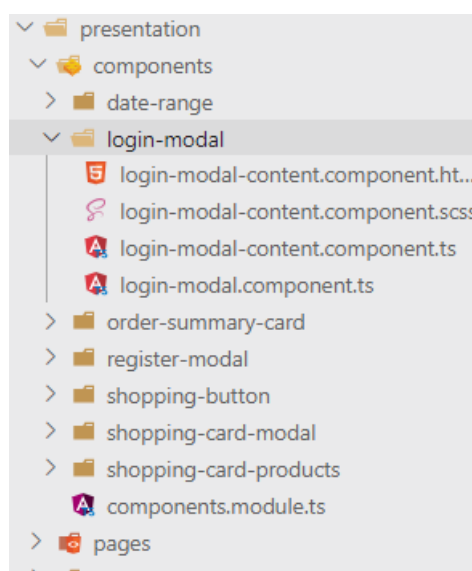 presentation
components
date-range
login-modal
login-modal-content.component.ht...
login-modal-content.component.scss
login-modal-content.component.ts
login-modal.component.ts
order-summary-card
register-modal
shopping-button
shopping-card-modal
shopping-card-products
components.module.ts
pages